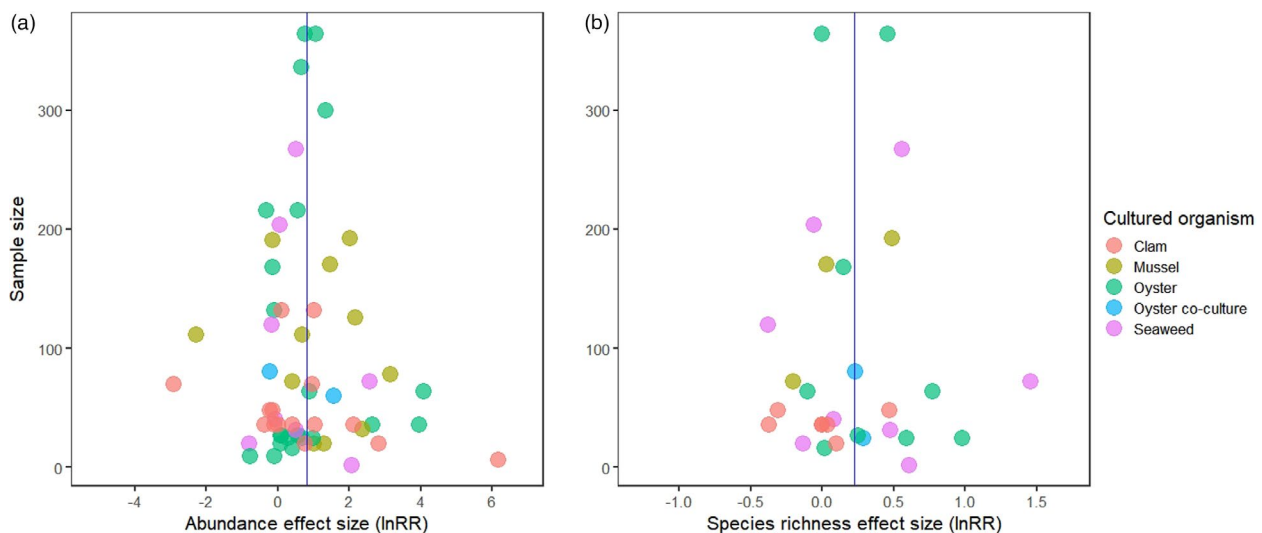 (a)
Sample size
300
200
100
0
-4
-2
0
2
4
6
Abundance effect size (lnRR)
(b)
300
200
100
0
-1.0
-0.5
0.0
0.5
1.0
1.5
Species richness effect size (lnRR)
Cultured organism
Clam
Mussel
Oyster
Oyster co-culture
Seaweed